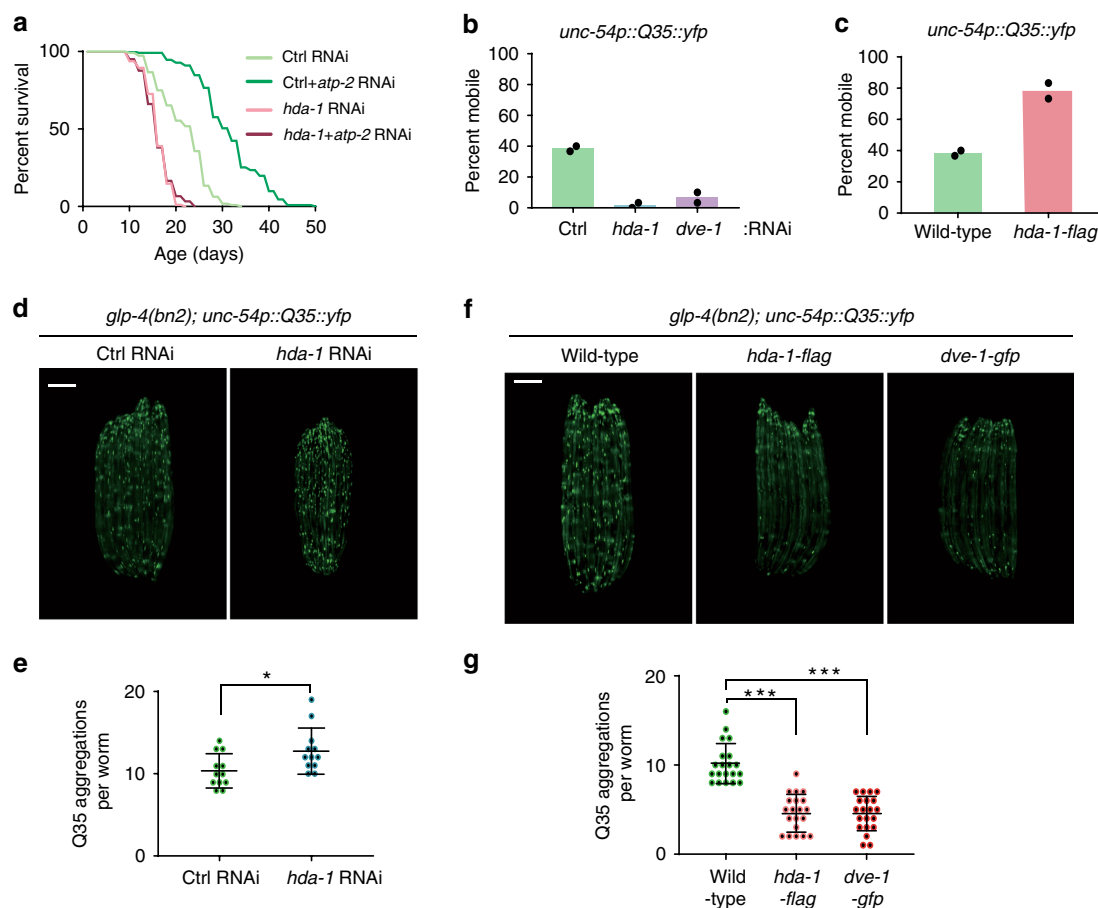 a
Percent survival
100
50
0
0 10 20 30 40 50
Age (days)
Ctrl RNAi
Ctrl+atp-2 RNAi
hda-1 RNAi
hda-1+atp-2 RNAi
b
unc-54p::Q35::yfp
Percent mobile
100
80
60
40
20
0
Ctrl hda-1 dve-1 :RNAi
c
unc-54p::Q35::yfp
Percent mobile
100
80
60
40
20
0
Wild-type hda-1-flag
d
glp-4(bn2); unc-54p::Q35::yfp
Ctrl RNAi hda-1 RNAi
f
glp-4(bn2); unc-54p::Q35::yfp
Wild-type hda-1-flag dve-1-gfp
e
Q35 aggregations
per worm
20
10
0
*
Ctrl RNAi hda-1 RNAi
g
Q35 aggregations
per worm
20
10
0
***
***
Wild
-type
hda-1
-flag
dve-1
-gfp